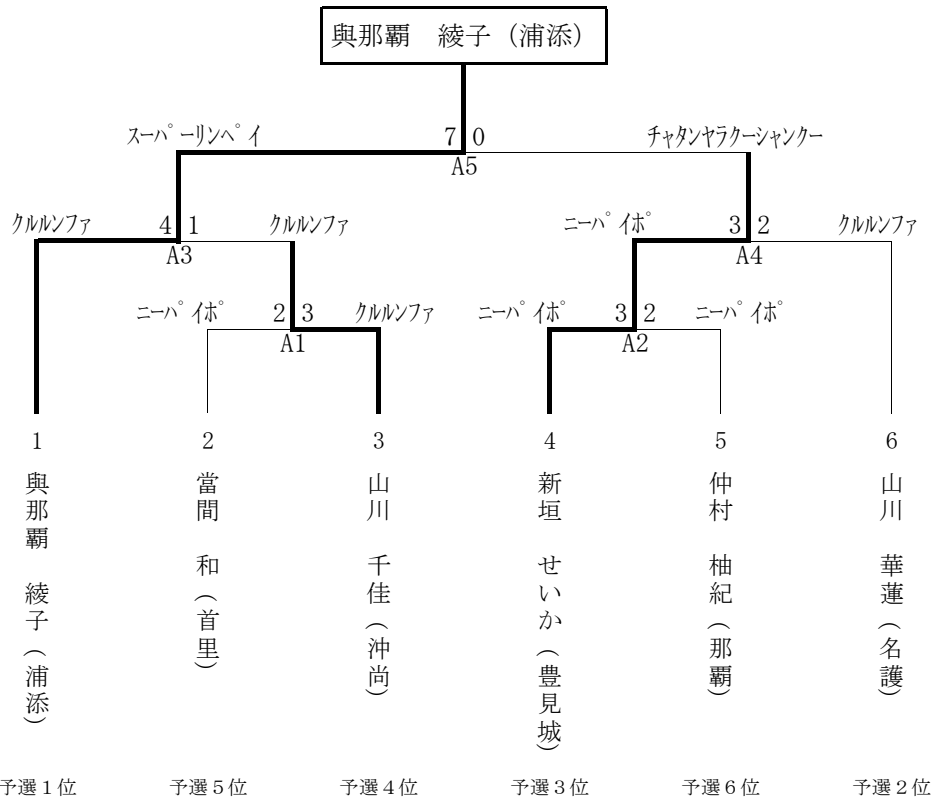 與那覇　綾子（浦添）
スーパーリンペイ 7 0 チャタンヤラクーシャンクー
A5
クルルンファ 4 1 クルルンファ ニーパイポ 3 2 クルルンファ
A3 A4
ニーパイポ 2 3 クルルンファ ニーパイポ 3 2 ニーパイポ
A1 A2
1 2 3 4 5 6
與那覇　綾子（浦添）
當間　和（首里）
山川　千佳（沖尚）
新垣　せいか（豊見城）
仲村　柚紀（那覇）
山川　華蓮（名護）
予選１位 予選５位 予選４位 予選３位 予選６位 予選２位